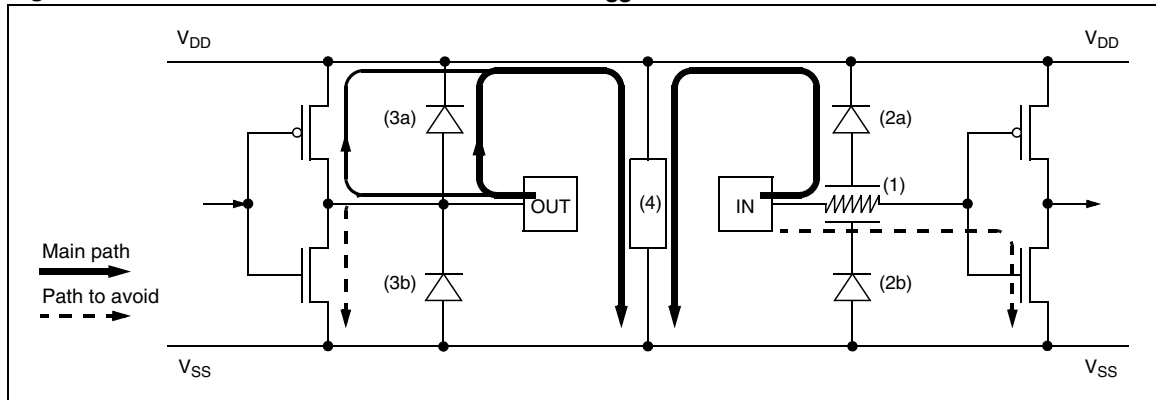 V_DD
V_DD
(3a)
(2a)
(1)
OUT
(4)
IN
Main path
(3b)
(2b)
Path to avoid
V_SS
V_SS